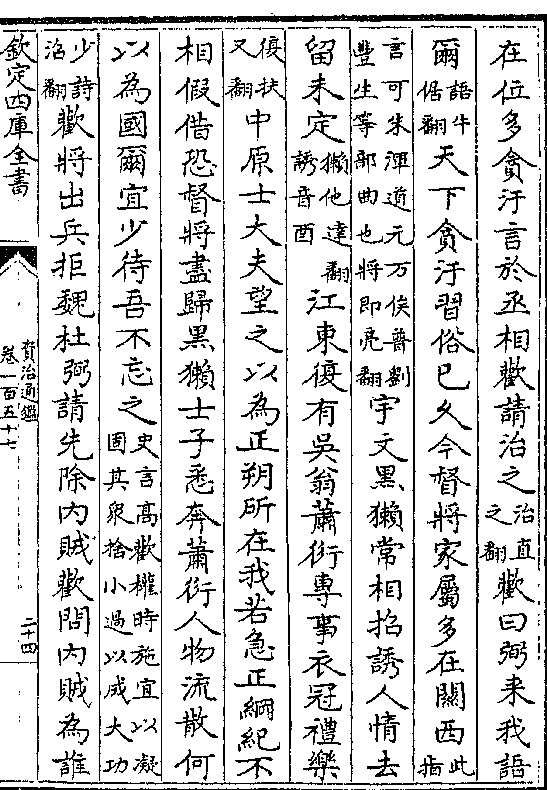 在位多貪汙言於丞相歡請治之治直之翻歡曰弼来我語
爾語牛倨翻天下貪汙習俗已久今督將家屬多在關西此指
言可朱渾道元万俟普劉豐生等部曲也將即亮翻宇文黑獺常相招誘人情去
留未定獺他達翻誘音酉江東復有吳翁蕭衍專事衣冠禮樂
復扶又翻中原士大夫望之以為正朔所在我若急正綱紀不
相假借恐督將盡歸黑獺士子悉奔蕭衍人物流散何
以為國爾宜少待吾不忘之史言高歡權時施宜以凝固其衆捨小過以成大功
少詩沼翻歡將出兵拒魏杜弼請先除內賊歡問內賊為誰
欽定四庫全書
資治通鑑
卷一百五十七
二十四